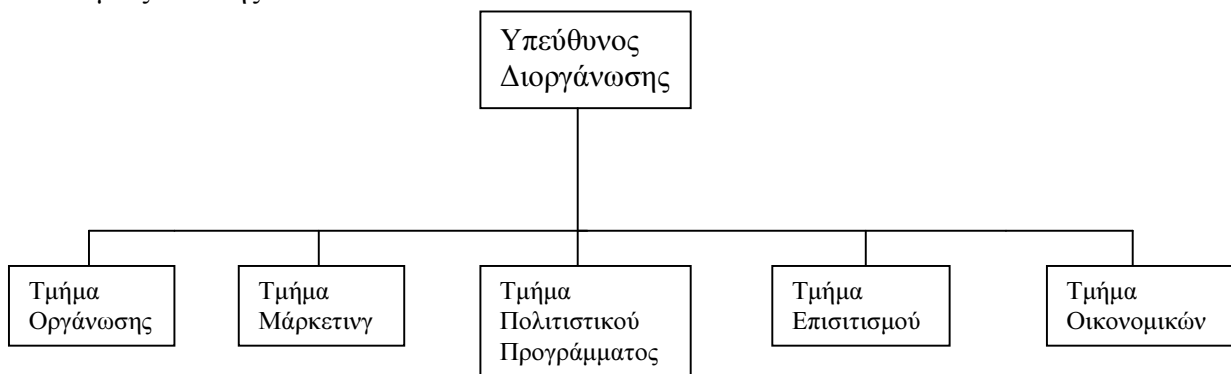 Υπεύθυνος
Διοργάνωσης
Τμήμα
Οργάνωσης
Τμήμα
Μάρκετινγ
Τμήμα
Πολιτιστικού
Προγράμματος
Τμήμα
Επισιτισμού
Τμήμα
Οικονομικών